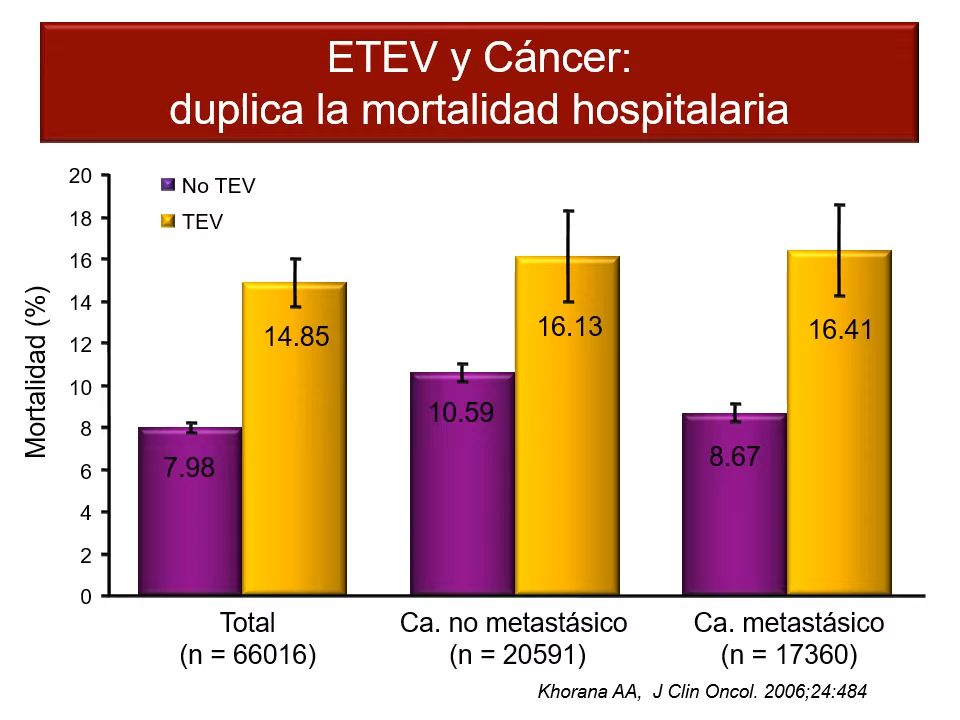 ETEV y Cáncer:
duplica la mortalidad hospitalaria
No TEV
TEV
Mortalidad (%)
20
18
16
14
12
10
8
6
4
2
0
7.98
14.85
10.59
16.13
8.67
16.41
Total
(n = 66016)
Ca. no metastásico
(n = 20591)
Ca. metastásico
(n = 17360)
Khorana AA, J Clin Oncol. 2006;24:484